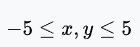 −5 ≤ x, y ≤ 5